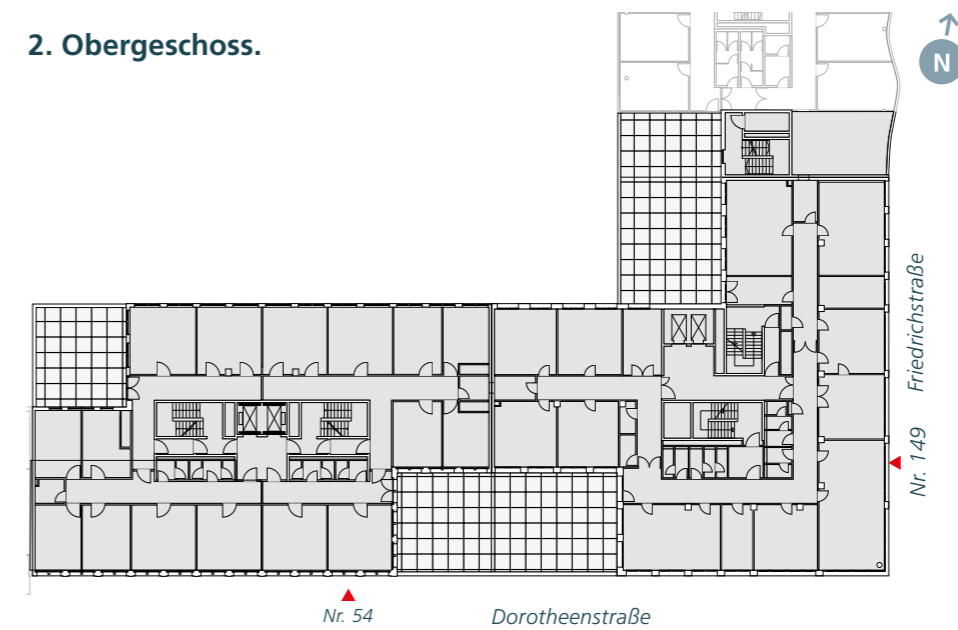 2. Obergeschoss.
N
Friedrichstraße
Nr. 149
Nr. 54
Dorotheenstraße